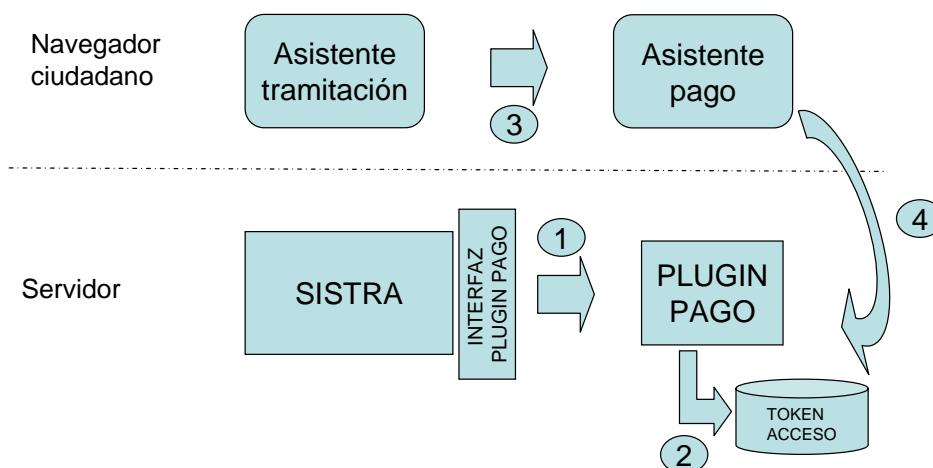 Navegador
ciudadano
Asistente
tramitación
3
Asistente
pago
4
Servidor
SISTRA
INTERFAZ
PLUGIN PAGO
1
PLUGIN
PAGO
2
TOKEN
ACCESO